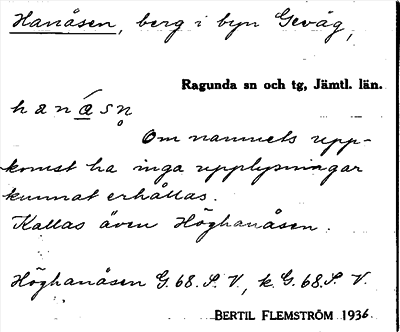 Hanåsen, berg i byn Gevåg,
Ragunda sn och tg, Jämtl. län.
hanåsn̥
Om namnets upp-
komst ha inga upplysningar
kunnat erhållas.
Kallas även Höghanåsen.
Höghanåsen G. 68. S. V., k. G. 68. S. V.
BERTIL FLEMSTRÖM 1936.